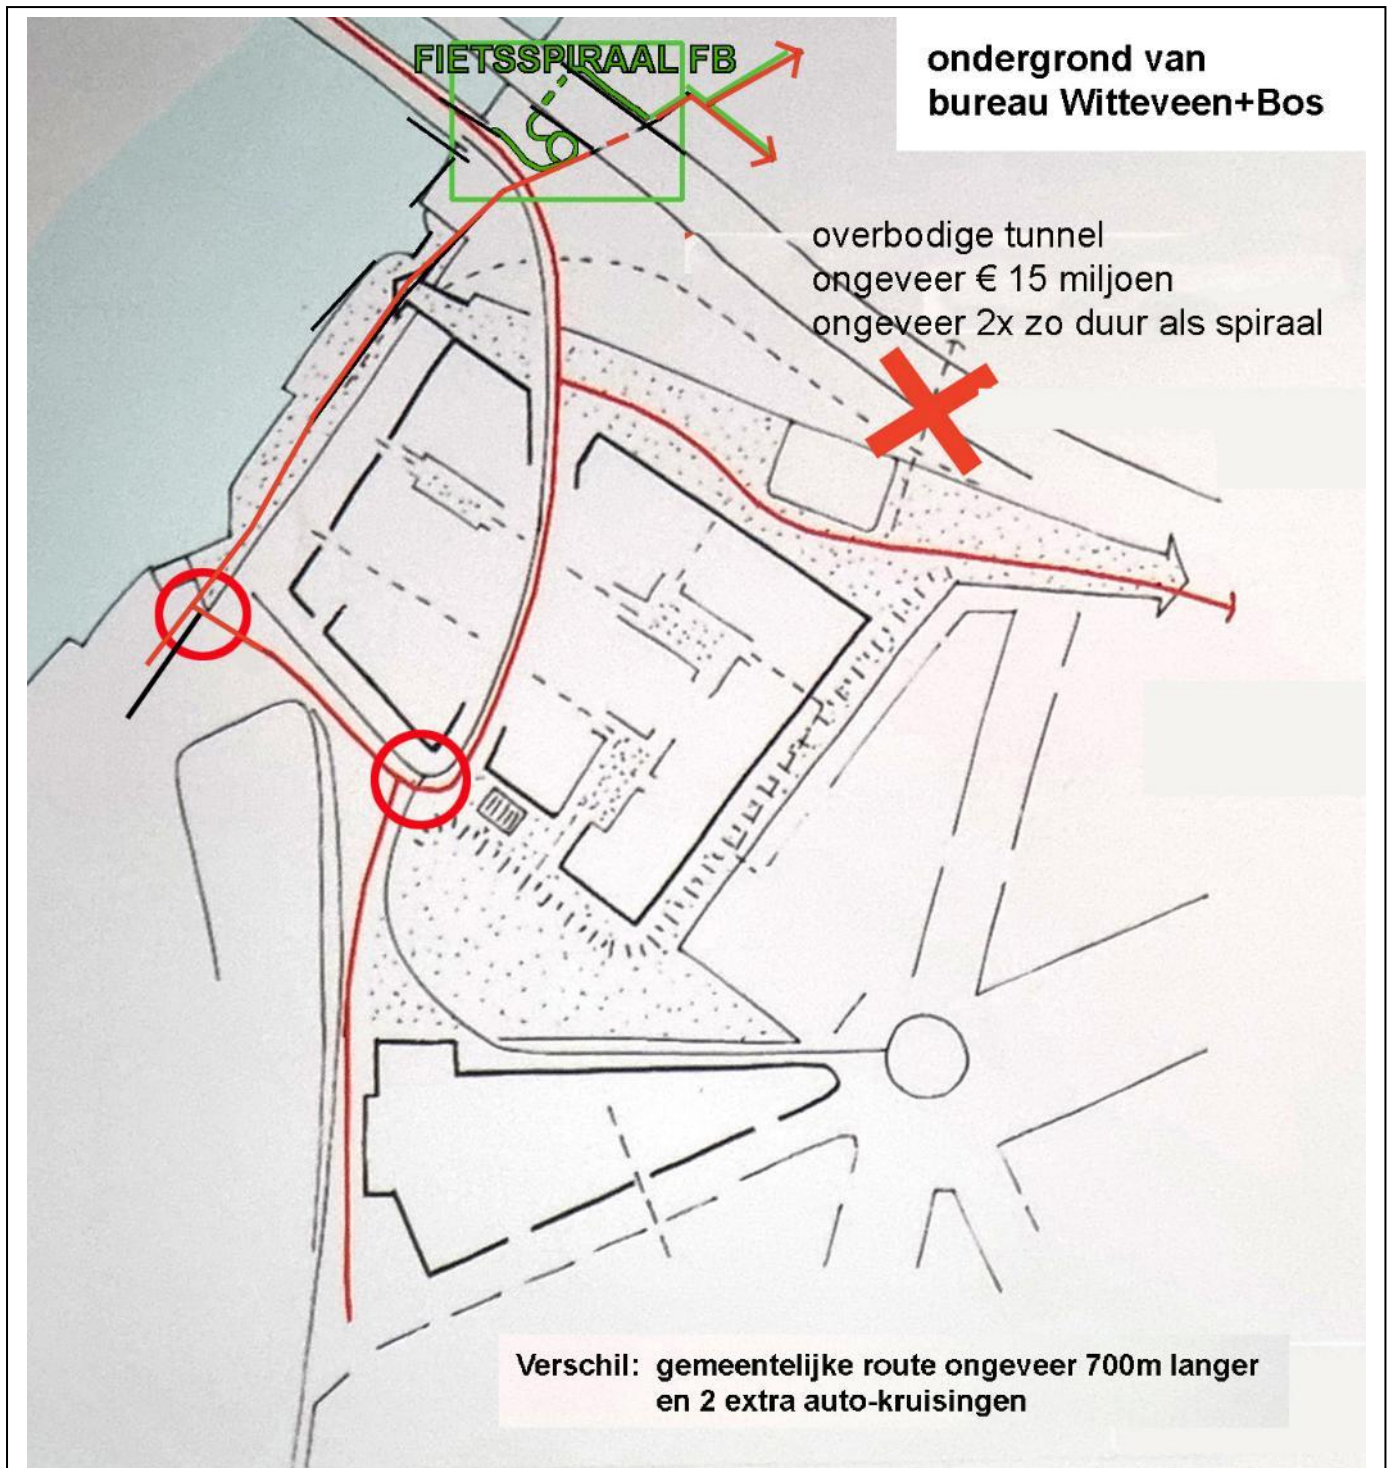 FIETSSPIRAAL FB
ondergrond van
bureau Witteveen+Bos
overbodige tunnel
ongeveer € 15 miljoen
ongeveer 2x zo duur als spiraal
Verschil: gemeentelijke route ongeveer 700m langer
en 2 extra auto-kruisingen